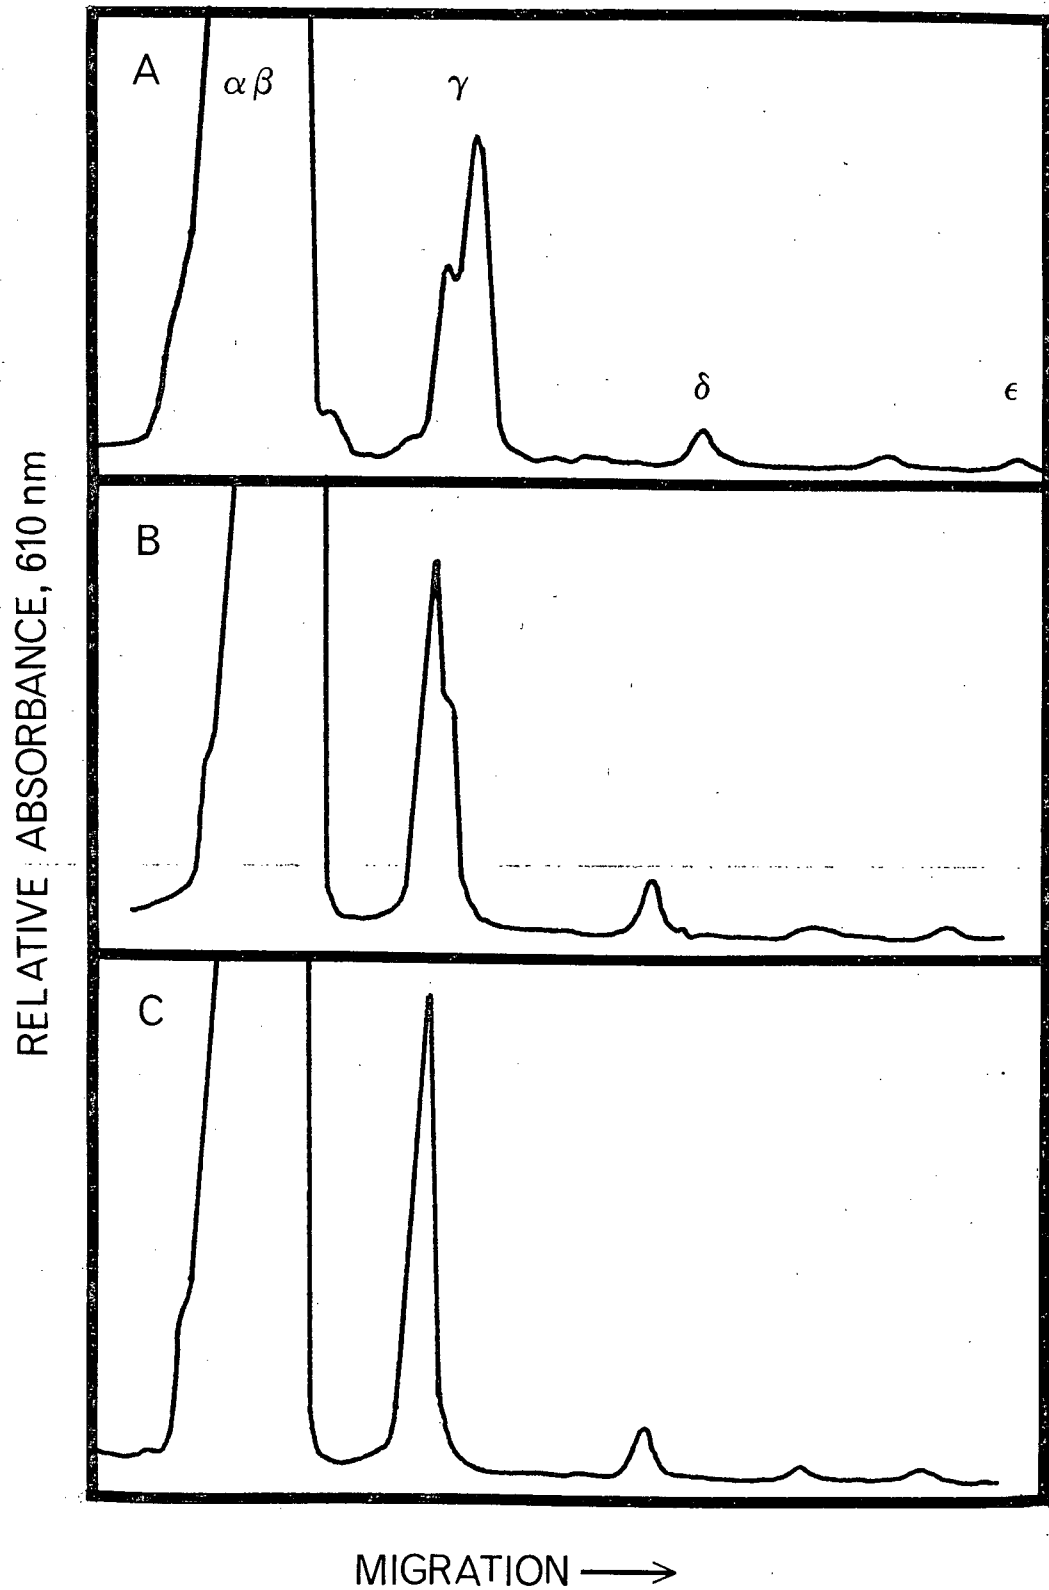 A
αβ
γ
δ
ϵ
B
C
RELATIVE ABSORBANCE, 610 nm
MIGRATION →